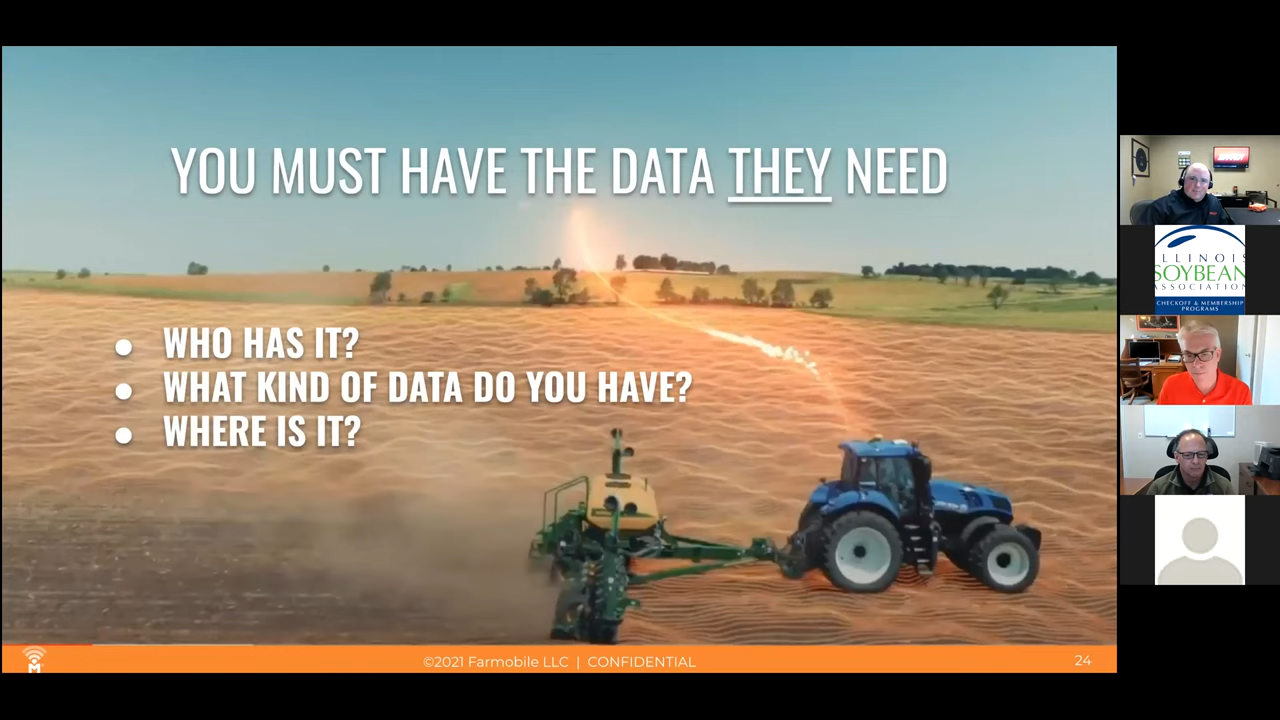 YOU MUST HAVE THE DATA THEY NEED
● WHO HAS IT?
● WHAT KIND OF DATA DO YOU HAVE?
● WHERE IS IT?
©2021 Farmobile LLC | CONFIDENTIAL
24
ILLINOIS
SOYBEAN
ASSOCIATION
CHECKOFF & MEMBERSHIP
PROGRAMS